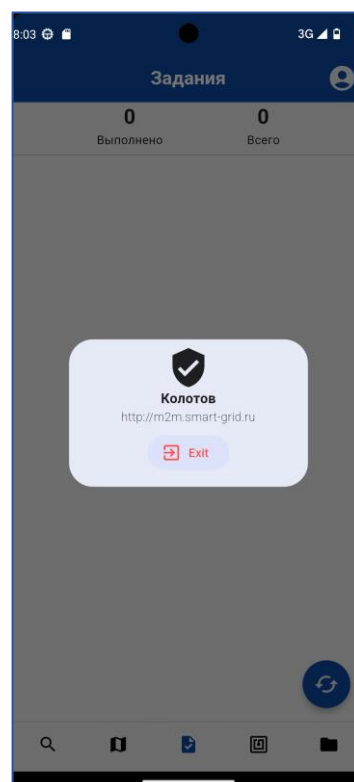 8:03
3G
Задания
0
0
Выполнено
Всего
Колотов
http://m2m.smart-grid.ru
Exit